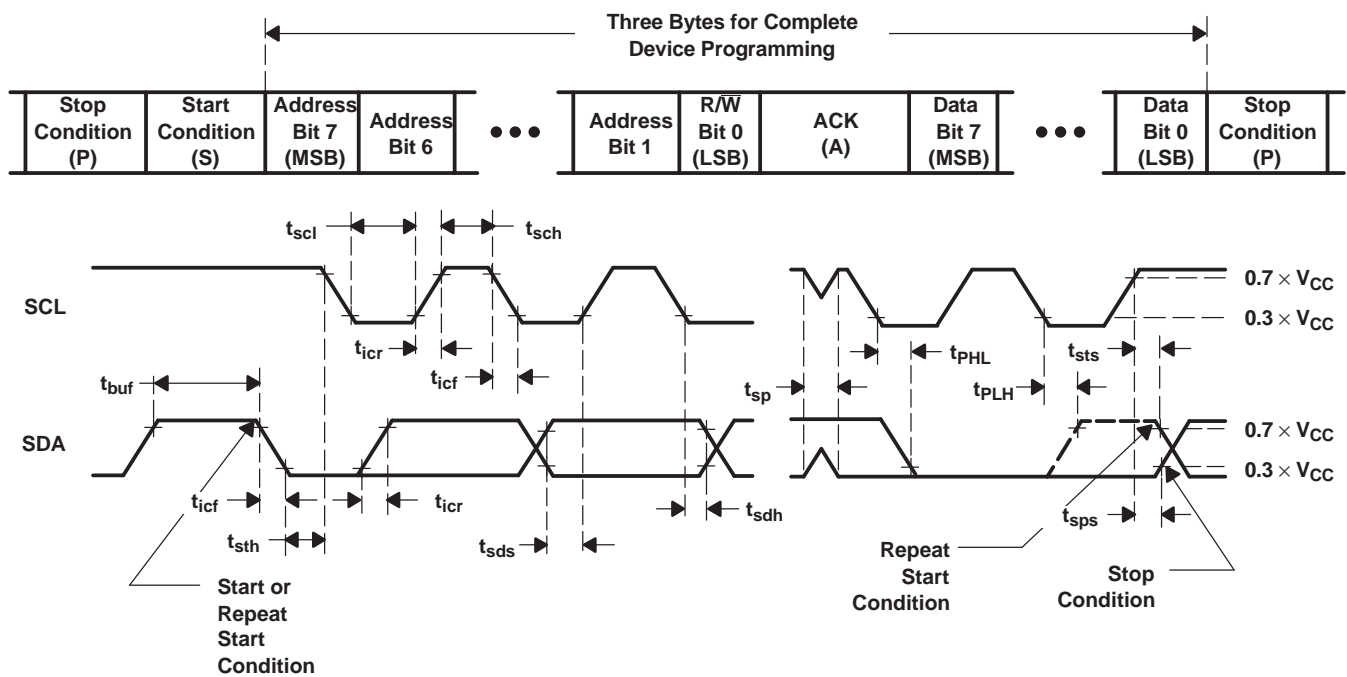 Three Bytes for Complete
Device Programming
Stop
Condition
(P)
Start
Condition
(S)
Address
Bit 7
(MSB)
Address
Bit 6
•••
Address
Bit 1
R/W̅
Bit 0
(LSB)
ACK
(A)
Data
Bit 7
(MSB)
•••
Data
Bit 0
(LSB)
Stop
Condition
(P)
tscl
tsch
SCL
0.7 × VCC
0.3 × VCC
ticr
ticf
tPHL
tsts
tbuf
tsp
tPLH
SDA
0.7 × VCC
0.3 × VCC
ticf
ticr
tsth
tsds
tsdh
tsps
Start or
Repeat
Start
Condition
Repeat
Start
Condition
Stop
Condition